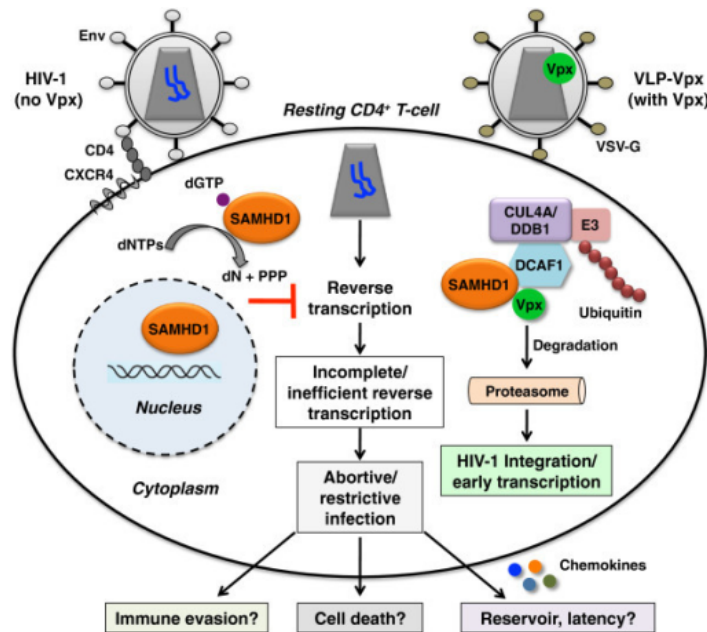 Env
HIV-1
(no Vpx)
CD4
CXCR4
Resting CD4⁺ T-cell
Vpx
VLP-Vpx
(with Vpx)
VSV-G
dGTP
SAMHD1
dNTPs
dN + PPP
SAMHD1
Nucleus
Cytoplasm
Reverse
transcription
Incomplete/
inefficient reverse
transcription
Abortive/
restrictive
infection
CUL4A/
DDB1
E3
DCAF1
SAMHD1
Vpx
Ubiquitin
Degradation
Proteasome
HIV-1 Integration/
early transcription
Chemokines
Immune evasion?
Cell death?
Reservoir, latency?